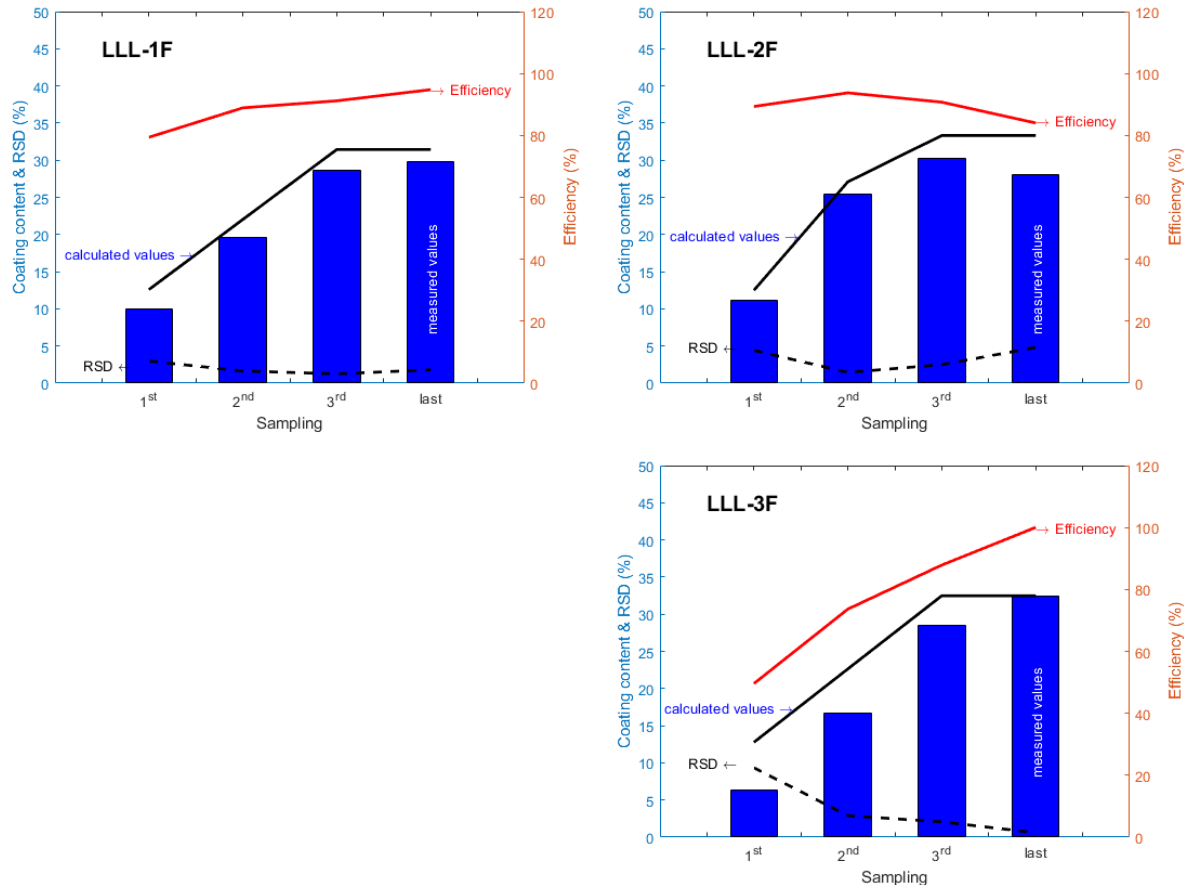 LLL-1F
50
45
40
35
30
25
20
15
10
5
0
Coating content & RSD (%)
120
100
80
60
40
20
0
Efficiency (%)
→ Efficiency
calculated values →
RSD ←
measured values
1st 2nd 3rd last
Sampling
LLL-2F
50
45
40
35
30
25
20
15
10
5
0
Coating content & RSD (%)
120
100
80
60
40
20
0
Efficiency (%)
→ Efficiency
calculated values →
RSD ←
measured values
1st 2nd 3rd last
Sampling
LLL-3F
50
45
40
35
30
25
20
15
10
5
0
Coating content & RSD (%)
120
100
80
60
40
20
0
Efficiency (%)
→ Efficiency
calculated values →
RSD ←
measured values
1st 2nd 3rd last
Sampling